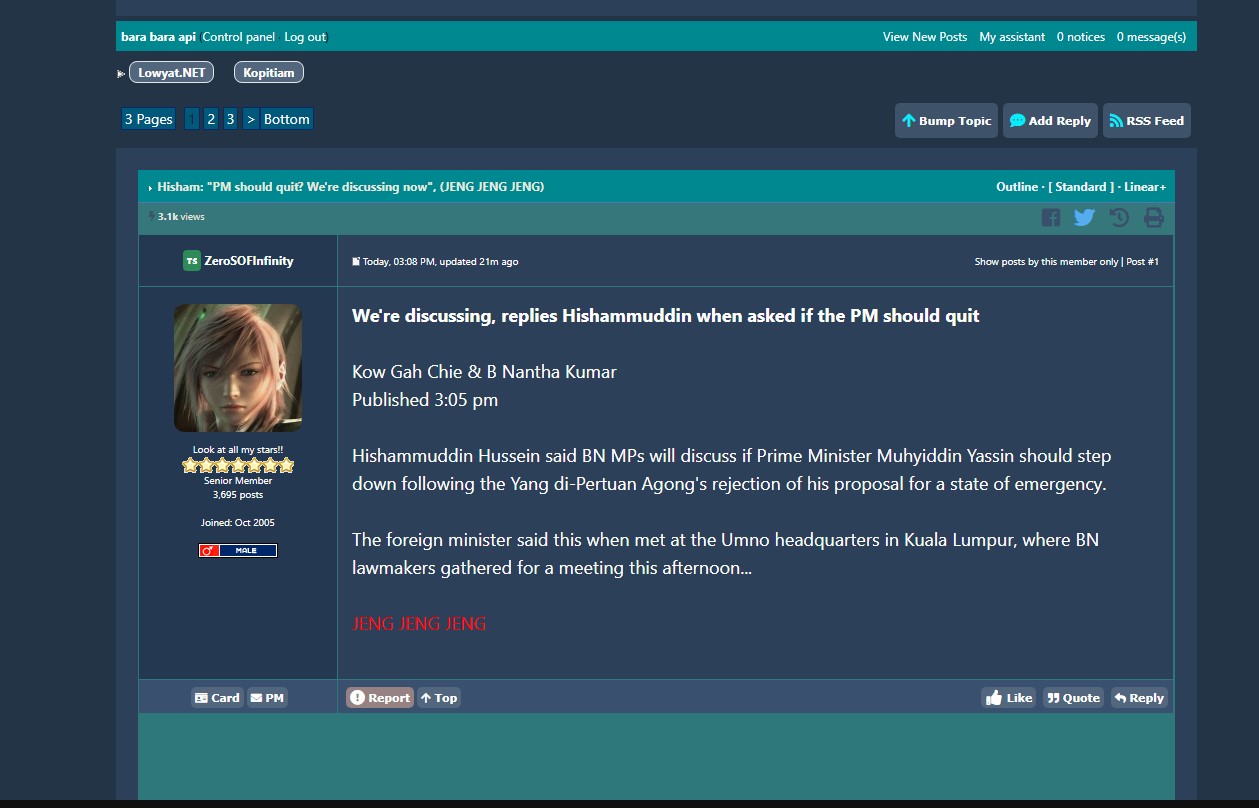 bara bara api (Control panel Log out)
View New Posts My assistant 0 notices 0 message(s)
Lowyat.NET Kopitiam
3 Pages 1 2 3 > Bottom
Bump Topic Add Reply RSS Feed
Hisham: "PM should quit? We're discussing now", (JENG JENG JENG)
Outline · [ Standard ] · Linear+
3.1k views
TS ZeroSOFInfinity
Today, 03:08 PM, updated 21m ago
Show posts by this member only | Post #1
Look at all my stars!!
Senior Member
3,695 posts
Joined: Oct 2005
MALE
We're discussing, replies Hishammuddin when asked if the PM should quit
Kow Gah Chie & B Nantha Kumar
Published 3:05 pm
Hishammuddin Hussein said BN MPs will discuss if Prime Minister Muhyiddin Yassin should step
down following the Yang di-Pertuan Agong's rejection of his proposal for a state of emergency.
The foreign minister said this when met at the Umno headquarters in Kuala Lumpur, where BN
lawmakers gathered for a meeting this afternoon...
JENG JENG JENG
Card PM
Report Top
Like Quote Reply